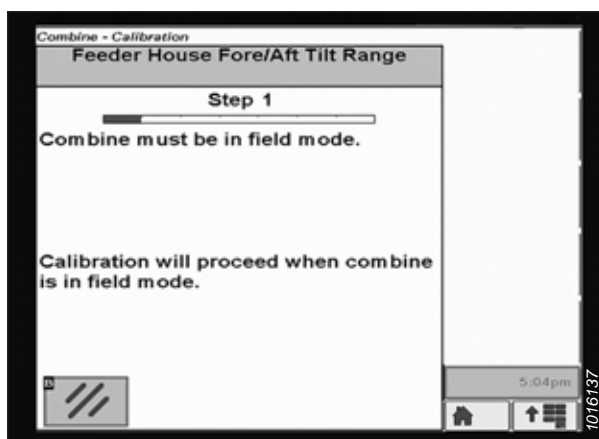 Combine - Calibration
Feeder House Fore/Aft Tilt Range
Step 1
Combine must be in field mode.
Calibration will proceed when combine
is in field mode.
B
5:04pm
1016137